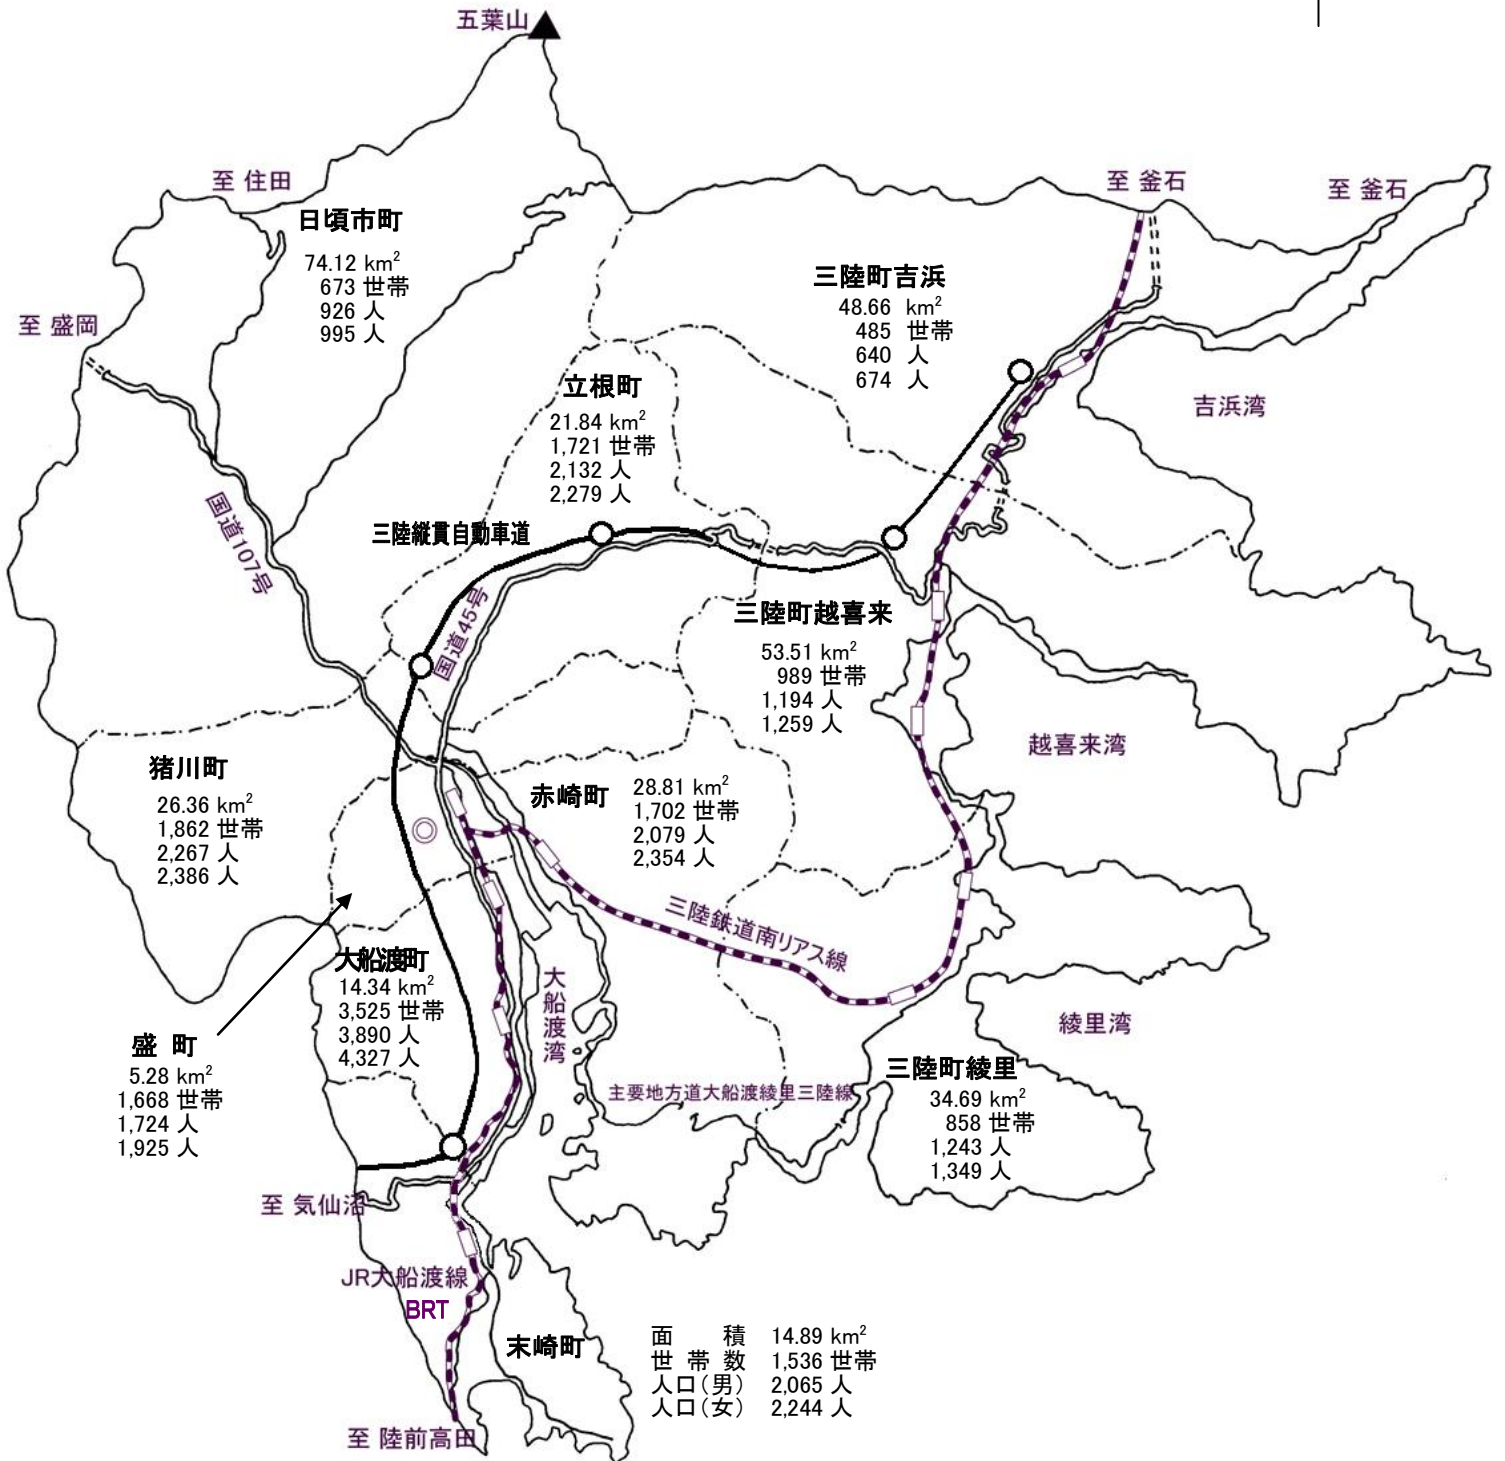 五葉山
至 住田
至 釜石
至 釜石
日頃市町
74.12 km²
673 世帯
926 人
995 人
三陸町吉浜
48.66 km²
485 世帯
640 人
674 人
至 盛岡
立根町
21.84 km²
1,721 世帯
2,132 人
2,279 人
吉浜湾
国道107号
三陸縦貫自動車道
国道45号
三陸町越喜来
53.51 km²
989 世帯
1,194 人
1,259 人
越喜来湾
猪川町
26.36 km²
1,862 世帯
2,267 人
2,386 人
赤崎町
28.81 km²
1,702 世帯
2,079 人
2,354 人
三陸鉄道南リアス線
大船渡町
14.34 km²
3,525 世帯
3,890 人
4,327 人
大船渡湾
綾里湾
盛 町
5.28 km²
1,668 世帯
1,724 人
1,925 人
主要地方道大船渡綾里三陸線
三陸町綾里
34.69 km²
858 世帯
1,243 人
1,349 人
至 気仙沼
JR大船渡線
BRT
末崎町
面 積 14.89 km²
世 帯 数 1,536 世帯
人口(男) 2,065 人
人口(女) 2,244 人
至 陸前高田